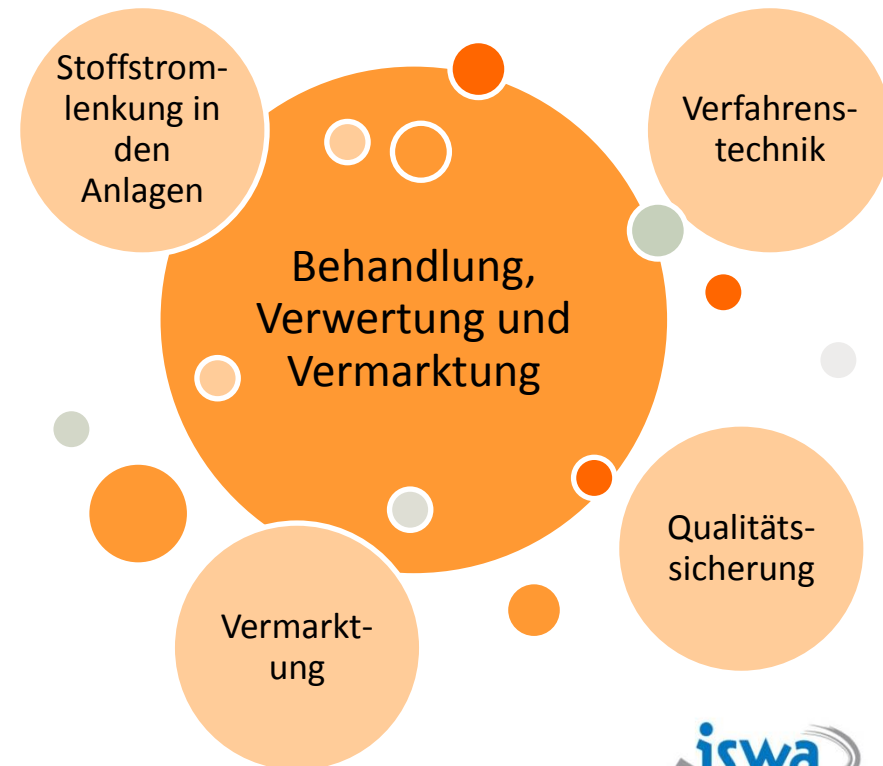 Stoffstrom-
lenkung in
den
Anlagen
Verfahrens-
technik
Behandlung,
Verwertung und
Vermarktung
Qualitäts-
sicherung
Vermarkt-
ung
iswa